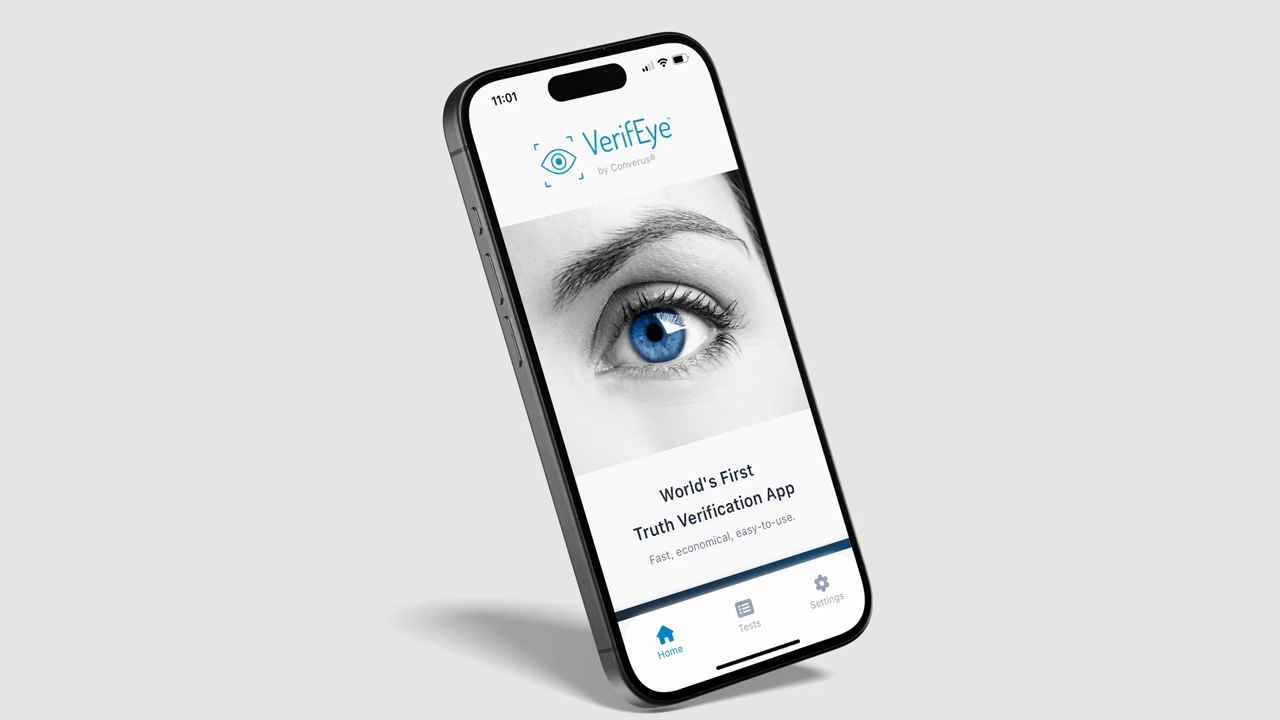 11:01
VerifEye™
by Converus®
World's First
Truth Verification App
Fast, economical, easy-to-use.
Home
Tests
Settings